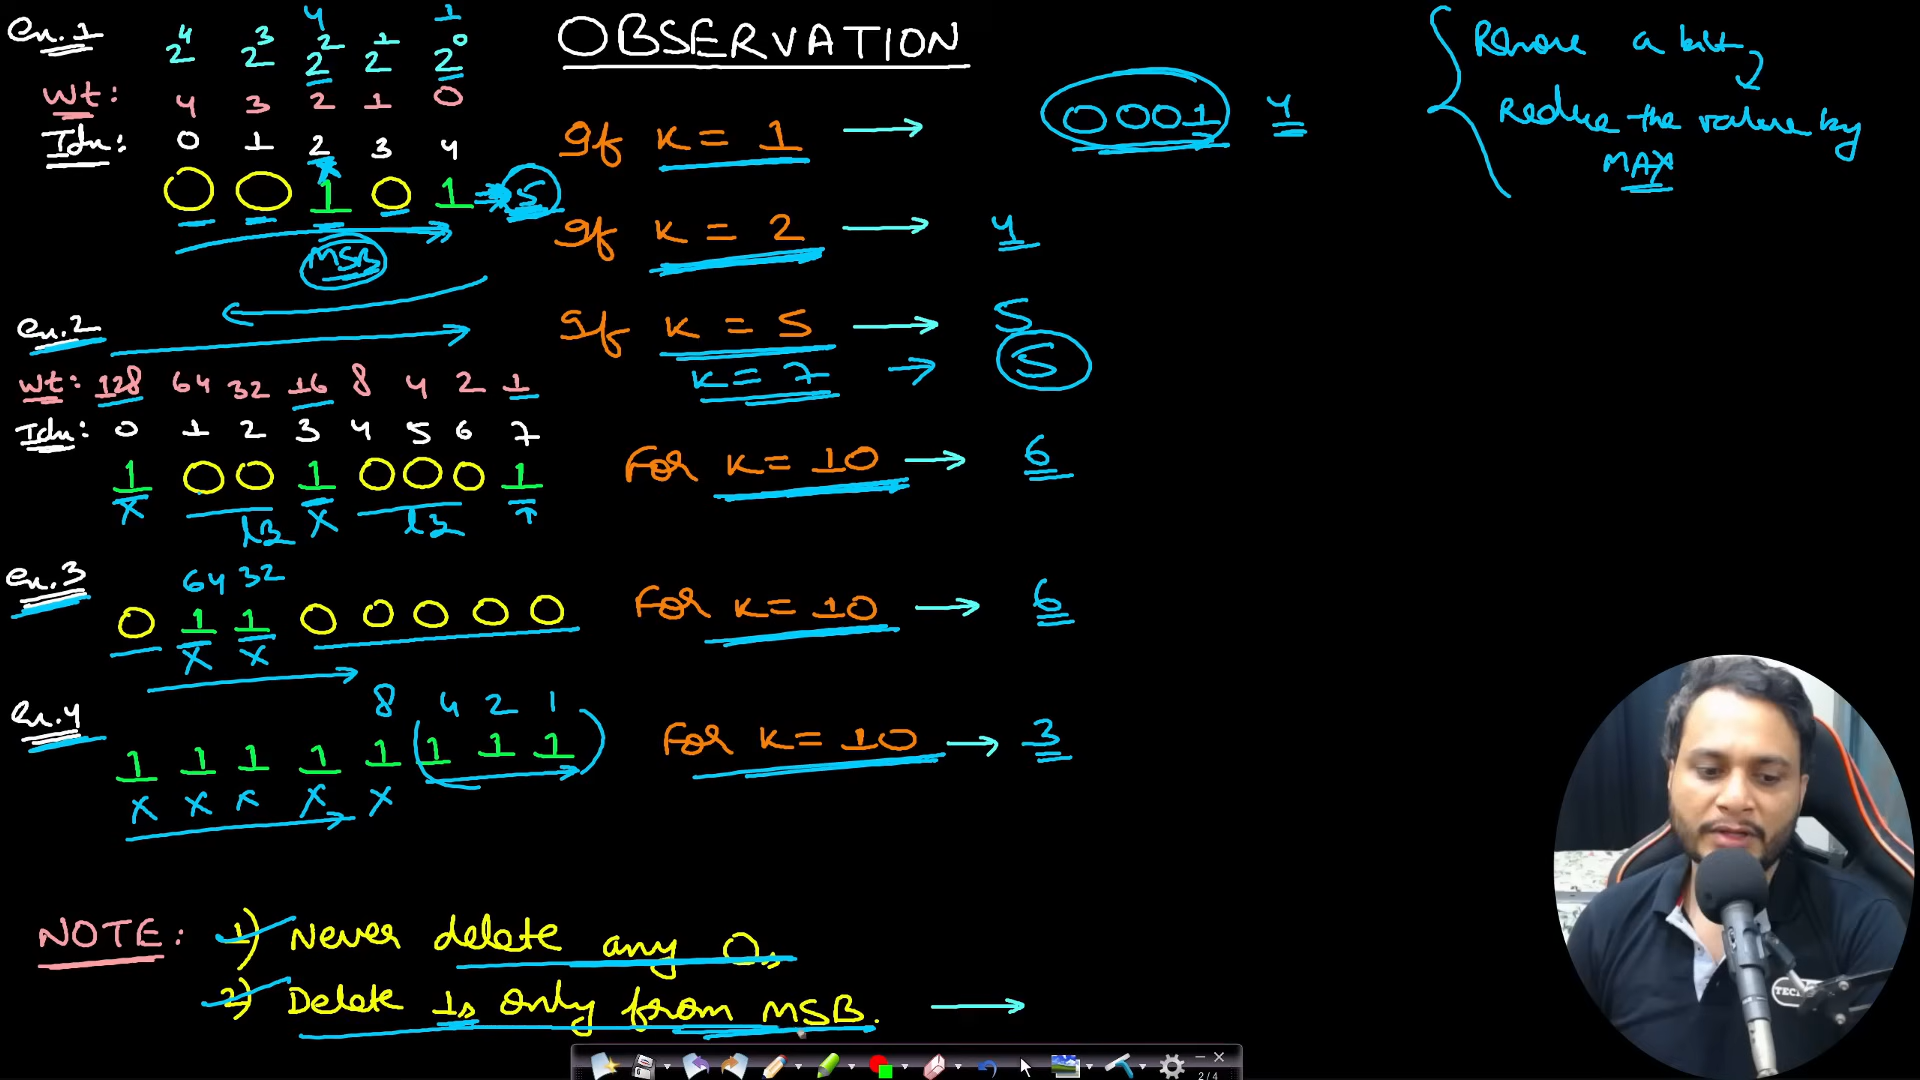 OBSERVATION
ex.1
2^4 2^3 2^2 2^1 2^0
4 1
Wt: 4 3 2 1 0
Idx: 0 1 2 3 4
0 0 1 0 1 → 5
MSB
If k = 1 →
0001 4
If k = 2 → 4
If k = 5 → 5
k = 7 → 5
Remove a bit
Reduce the value by
MAX
ex.2
Wt: 128 64 32 16 8 4 2 1
Idx: 0 1 2 3 4 5 6 7
1 0 0 1 0 0 0 1
x x
For k = 10 → 6
ex.3
64 32
0 1 1 0 0 0 0 0
x x
For k = 10 → 6
ex.4
8 4 2 1
1 1 1 1 1 (1 1 1)
x x x x x
For k = 10 → 3
NOTE: 1) Never delete any 0s
2) Delete 1s only from MSB. →
TECH
2/4